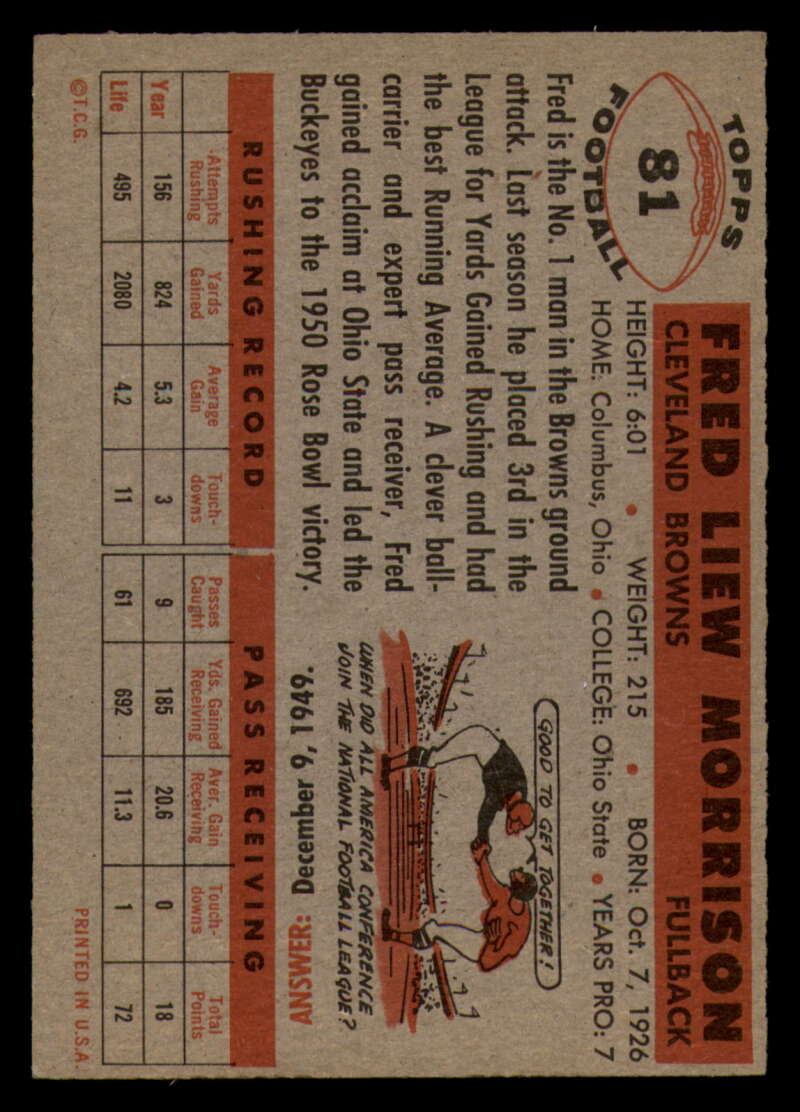 TOPPS
81
FOOTBALL
FRED LIEW MORRISON
CLEVELAND BROWNS FULLBACK
HEIGHT: 6:01 • WEIGHT: 215 • BORN: Oct. 7, 1926
HOME: Columbus, Ohio • COLLEGE: Ohio State • YEARS PRO: 7
Fred is the No. 1 man in the Browns ground
attack. Last season he placed 3rd in the
League for Yards Gained Rushing and had
the best Running Average. A clever ball-
carrier and expert pass receiver, Fred
gained acclaim at Ohio State and led the
Buckeyes to the 1950 Rose Bowl victory.
GOOD TO GET TOGETHER!
WHEN DID ALL AMERICA CONFERENCE
JOIN THE NATIONAL FOOTBALL LEAGUE?
ANSWER: December 9, 1949.
RUSHING RECORD PASS RECEIVING
Attempts Rushing Yards Gained Average Gain Touch-downs Passes Caught Yds. Gained Receiving Aver. Gain Receiving Touch-downs Total Points
Year 156 824 5.3 3 9 185 20.6 0 18
Life 495 2080 4.2 11 61 692 11.3 1 72
©T.C.G. PRINTED IN U.S.A.